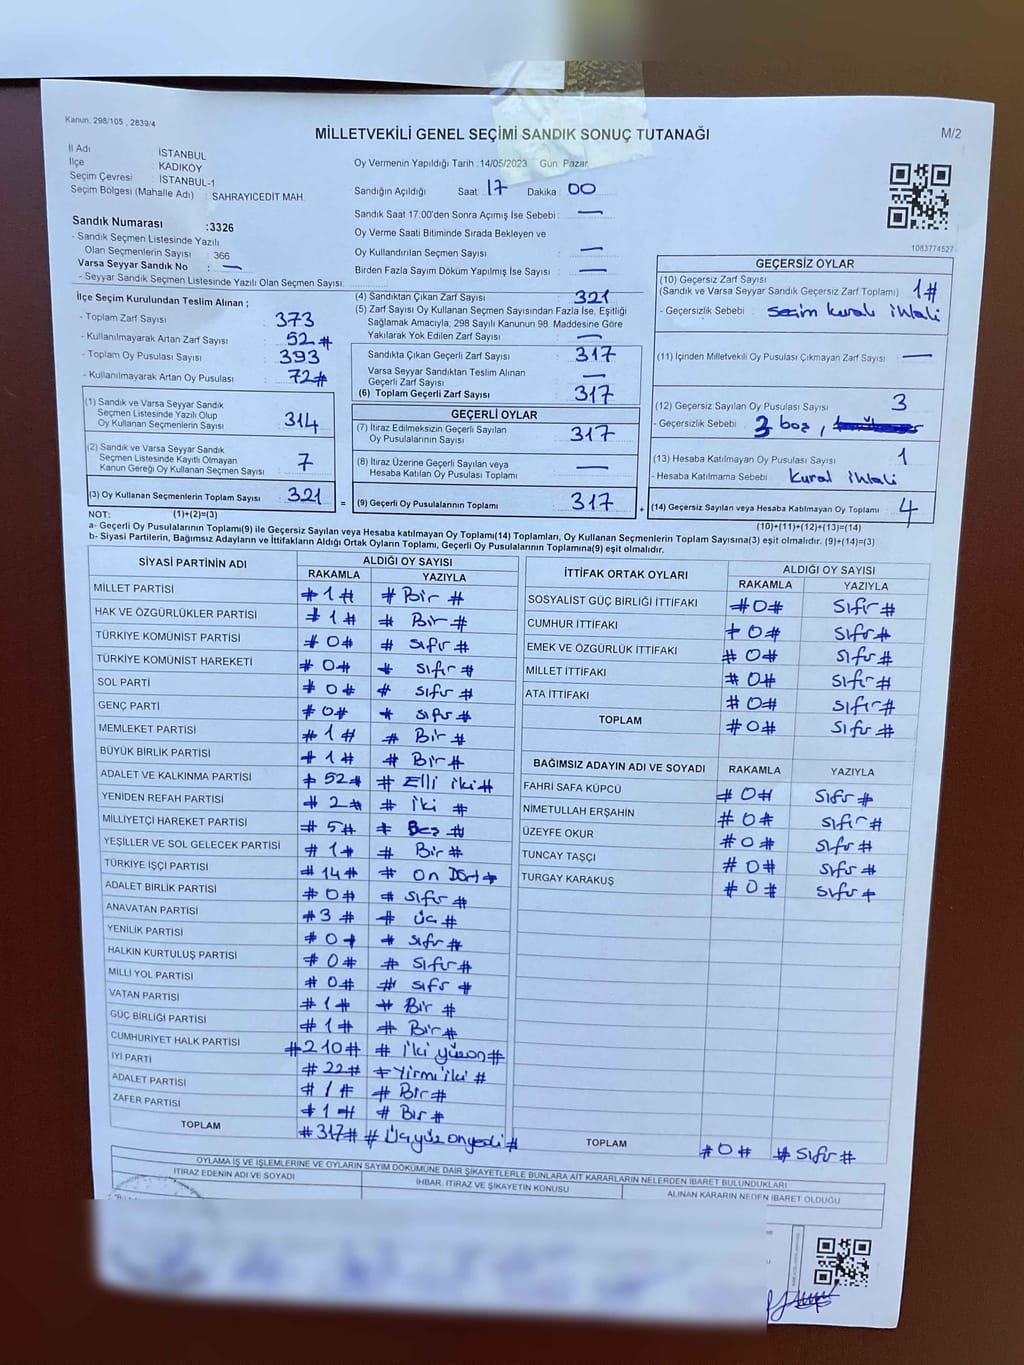 Kanun, 298/105 , 2839/4
MİLLETVEKİLİ GENEL SEÇİMİ SANDIK SONUÇ TUTANAĞI
M/2
İl Adı İSTANBUL
İlçe KADIKÖY
Seçim Çevresi İSTANBUL-1
Seçim Bölgesi (Mahalle Adı) : SAHRAYICEDİT MAH.
Sandık Numarası :3326
- Sandık Seçmen Listesinde Yazılı
Olan Seçmenlerin Sayısı : 366
Varsa Seyyar Sandık No : —
- Seyyar Sandık Seçmen Listesinde Yazılı Olan Seçmen Sayısı:
İlçe Seçim Kurulundan Teslim Alınan ;
- Toplam Zarf Sayısı : 373
- Kullanılmayarak Artan Zarf Sayısı : 52#
- Toplam Oy Pusulası Sayısı : 393
- Kullanılmayarak Artan Oy Pusulası : 72#
(1) Sandık ve Varsa Seyyar Sandık
Seçmen Listesinde Yazılı Olup
Oy Kullanan Seçmenlerin Sayısı : 314
(2) Sandık ve Varsa Seyyar Sandık
Seçmen Listesinde Kayıtlı Olmayan
Kanun Gereği Oy Kullanan Seçmen Sayısı : 7
(3) Oy Kullanan Seçmenlerin Toplam Sayısı : 321
Oy Vermenin Yapıldığı Tarih :14/05/2023 Gün: Pazar
Sandığın Açıldığı Saat: 17 Dakika: 00
Sandık Saat 17:00'den Sonra Açılmış İse Sebebi : —
Oy Verme Saati Bitiminde Sırada Bekleyen ve
Oy Kullandırılan Seçmen Sayısı : —
Birden Fazla Sayım Döküm Yapılmış İse Sayısı : —
(4) Sandıktan Çıkan Zarf Sayısı : 321
(5) Zarf Sayısı Oy Kullanan Seçmen Sayısından Fazla İse, Eşitliği
Sağlamak Amacıyla, 298 Sayılı Kanunun 98. Maddesine Göre
Yakılarak Yok Edilen Zarf Sayısı : —
Sandıkta Çıkan Geçerli Zarf Sayısı : 317
Varsa Seyyar Sandıktan Teslim Alınan
Geçerli Zarf Sayısı : —
(6) Toplam Geçerli Zarf Sayısı : 317
GEÇERLİ OYLAR
(7) İtiraz Edilmeksizin Geçerli Sayılan
Oy Pusulalarının Sayısı : 317
(8) İtiraz Üzerine Geçerli Sayılan veya
Hesaba Katılan Oy Pusulası Toplamı : —
= (9) Geçerli Oy Pusulalarının Toplamı : 317
1083774527
GEÇERSİZ OYLAR
(10) Geçersiz Zarf Sayısı
(Sandık ve Varsa Seyyar Sandık Geçersiz Zarf Toplamı) : 1#
- Geçersizlik Sebebi : Seçim kuralı ihlali
(11) İçinden Milletvekili Oy Pusulası Çıkmayan Zarf Sayısı : —
(12) Geçersiz Sayılan Oy Pusulası Sayısı : 3
- Geçersizlik Sebebi : 3 boş,
(13) Hesaba Katılmayan Oy Pusulası Sayısı : 1
- Hesaba Katılmama Sebebi : Kural ihlali
+ (14) Geçersiz Sayılan veya Hesaba Katılmayan Oy Toplamı : 4
NOT: (1)+(2)=(3)
(10)+(11)+(12)+(13)=(14)
a- Geçerli Oy Pusulalarının Toplamı(9) ile Geçersiz Sayılan veya Hesaba katılmayan Oy Toplamı(14) Toplamları, Oy Kullanan Seçmenlerin Toplam Sayısına(3) eşit olmalıdır. (9)+(14)=(3)
b- Siyasi Partilerin, Bağımsız Adayların ve İttifakların Aldığı Ortak Oyların Toplamı, Geçerli Oy Pusulalarının Toplamına(9) eşit olmalıdır.
SİYASİ PARTİNİN ADI ALDIĞI OY SAYISI
RAKAMLA YAZIYLA
MİLLET PARTİSİ #1# # Bir #
HAK VE ÖZGÜRLÜKLER PARTİSİ #1# # Bir #
TÜRKİYE KOMÜNİST PARTİSİ #0# # sıfır #
TÜRKİYE KOMÜNİST HAREKETİ #0# # sıfır #
SOL PARTİ #0# # sıfır #
GENÇ PARTİ #0# # sıfır #
MEMLEKET PARTİSİ #1# # Bir #
BÜYÜK BİRLİK PARTİSİ #1# # Bir #
ADALET VE KALKINMA PARTİSİ #52# # Elli iki #
YENİDEN REFAH PARTİSİ #2# # İki #
MİLLİYETÇİ HAREKET PARTİSİ #5# # Beş #
YEŞİLLER VE SOL GELECEK PARTİSİ #1# # Bir #
TÜRKİYE İŞÇİ PARTİSİ #14# # On Dört #
ADALET BİRLİK PARTİSİ #0# # sıfır #
ANAVATAN PARTİSİ #3# # Üç #
YENİLİK PARTİSİ #0# # sıfır #
HALKIN KURTULUŞ PARTİSİ #0# # sıfır #
MİLLİ YOL PARTİSİ #0# # sıfır #
VATAN PARTİSİ #1# # Bir #
GÜÇ BİRLİĞİ PARTİSİ #1# # Bir #
CUMHURİYET HALK PARTİSİ #210# # İki yüz on #
İYİ PARTİ #22# # Yirmi iki #
ADALET PARTİSİ #1# # Bir #
ZAFER PARTİSİ #1# # Bir #
TOPLAM #317# # Üçyüz onyedi #
İTTİFAK ORTAK OYLARI ALDIĞI OY SAYISI
RAKAMLA YAZIYLA
SOSYALİST GÜÇ BİRLİĞİ İTTİFAKI #0# Sıfır #
CUMHUR İTTİFAKI #0# Sıfır #
EMEK VE ÖZGÜRLÜK İTTİFAKI #0# Sıfır #
MİLLET İTTİFAKI #0# Sıfır #
ATA İTTİFAKI #0# Sıfır #
TOPLAM #0# Sıfır #
BAĞIMSIZ ADAYIN ADI VE SOYADI RAKAMLA YAZIYLA
FAHRİ SAFA KÜPCÜ #0# Sıfır #
NİMETULLAH ERŞAHİN #0# Sıfır #
ÜZEYFE OKUR #0# Sıfır #
TUNCAY TAŞÇI #0# Sıfır #
TURGAY KARAKUŞ #0# Sıfır #
TOPLAM #0# # Sıfır #
OYLAMA İŞ VE İŞLEMLERİNE VE OYLARIN SAYIM DÖKÜMÜNE DAİR ŞİKAYETLERLE BUNLARA AİT KARARLARIN NELERDEN İBARET BULUNDUKLARI
İTİRAZ EDENİN ADI VE SOYADI İHBAR, İTİRAZ VE ŞİKAYETİN KONUSU ALINAN KARARIN NEDEN İBARET OLDUĞU